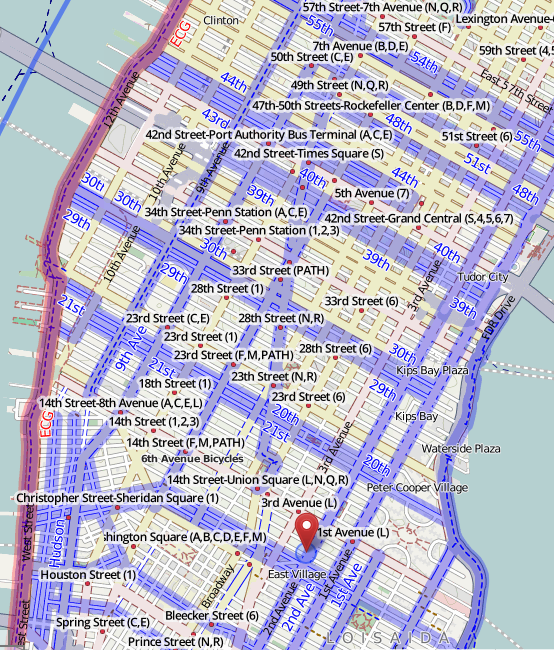 57th Street-7th Avenue (N,Q,R)
Clinton
ECG
55th
57th Street (F)
Lexington Avenue-
7th Avenue (B,D,E)
59th Street (4,5
50th Street (C,E)
54th
East 57th Street
44th
49th Street (N,Q,R)
12th Avenue
47th-50th Streets-Rockefeller Center (B,D,F,M)
43rd
48th
42nd Street-Port Authority Bus Terminal (A,C,E)
51st Street (6)
55th
42nd Street-Times Square (S)
51st
10th Avenue
9th Avenue
40th
44th
30th
39th
5th Avenue (7)
48th
34th Street-Penn Station (A,C,E)
42nd Street-Grand Central (S,4,5,6,7)
29th
34th Street-Penn Station (1,2,3)
30th
39th
40th
10th Avenue
33rd Street (PATH)
29th
Tudor City
28th Street (1)
3rd Avenue
21st
33rd Street (6)
39th
23rd Street (C,E)
28th Street (N,R)
FDR Drive
23rd Street (1)
9th Ave
28th Street (6)
30th
23rd Street (F,M,PATH)
21st
Kips Bay Plaza
18th Street (1)
23th Street (N,R)
29th
23rd Street (6)
14th Street-8th Avenue (A,C,E,L)
20th
Kips Bay
ECG
14th Street (1,2,3)
21st
14th Street (F,M,PATH)
3rd Avenue
Waterside Plaza
6th Avenue Bicycles
20th
14th Street-Union Square (L,N,Q,R)
Peter Cooper Village
Christopher Street-Sheridan Square (1)
3rd Avenue (L)
West Street
Hudson
shington Square (A,B,C,D,E,F,M)
1st Avenue (L)
Houston Street (1)
East Village
Broadway
2nd Avenue
2nd Ave
1st Avenue
1st Ave
Bleecker Street (6)
st Street
Spring Street (C,E)
Prince Street (N,R)
LOISAIDA